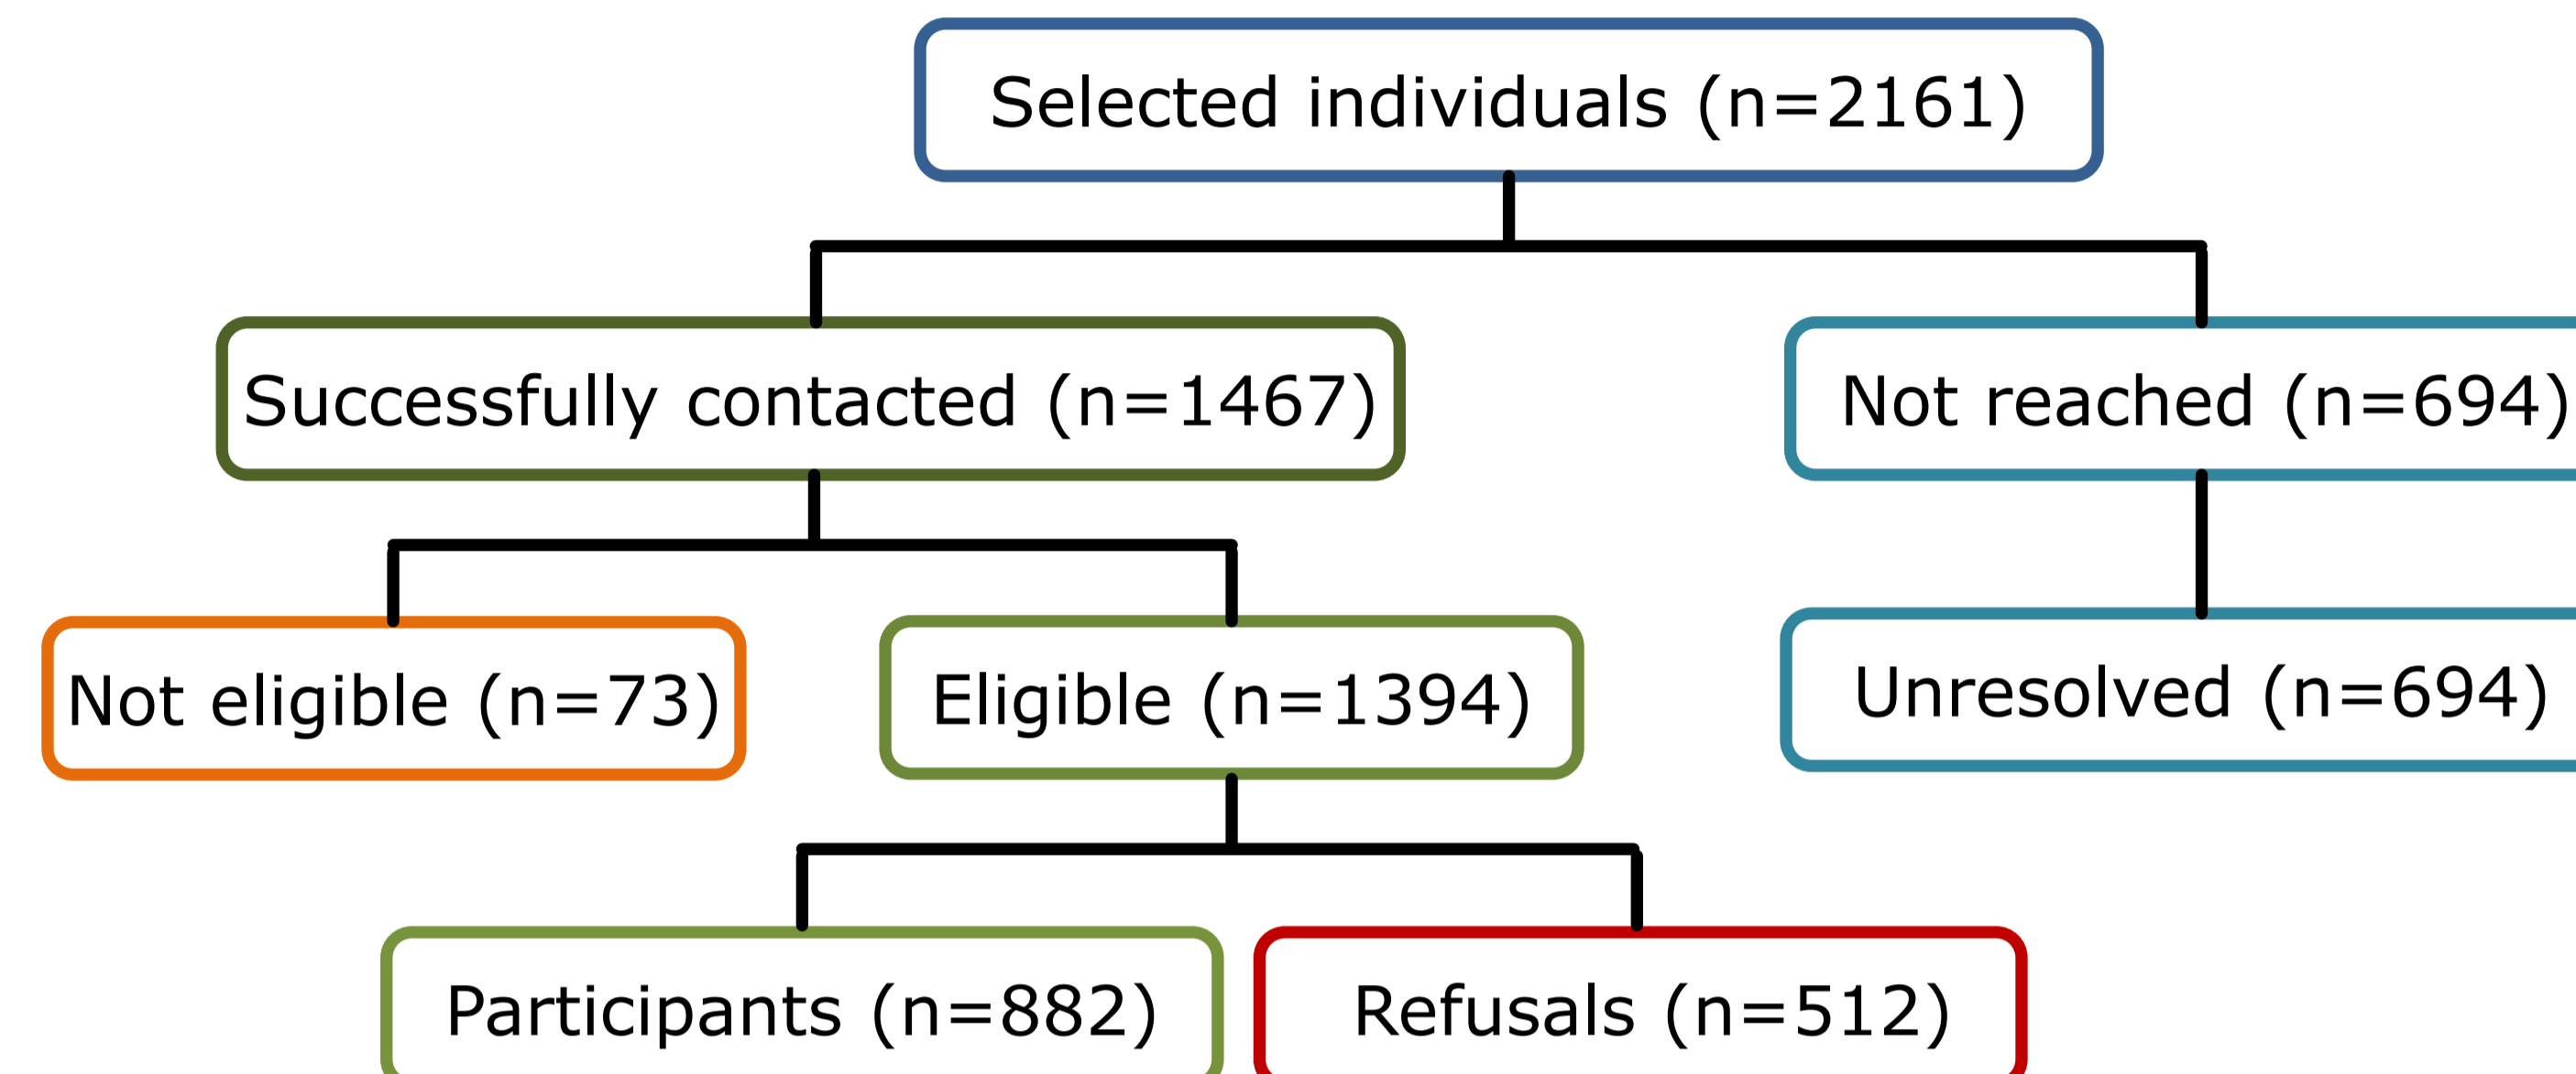 Selected individuals (n=2161)
Successfully contacted (n=1467)
Not reached (n=694)
Not eligible (n=73)
Eligible (n=1394)
Unresolved (n=694)
Participants (n=882)
Refusals (n=512)